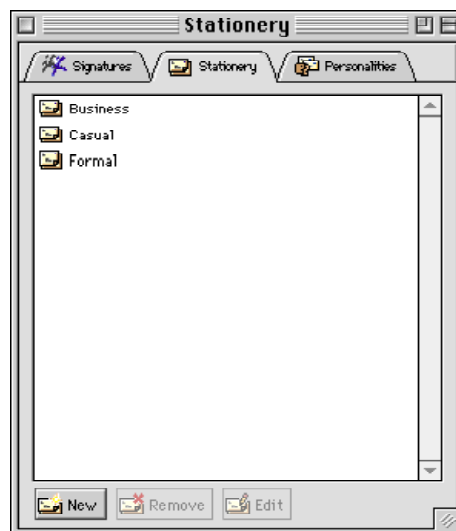 Stationery
Signatures Stationery Personalities
Business
Casual
Formal
New Remove Edit